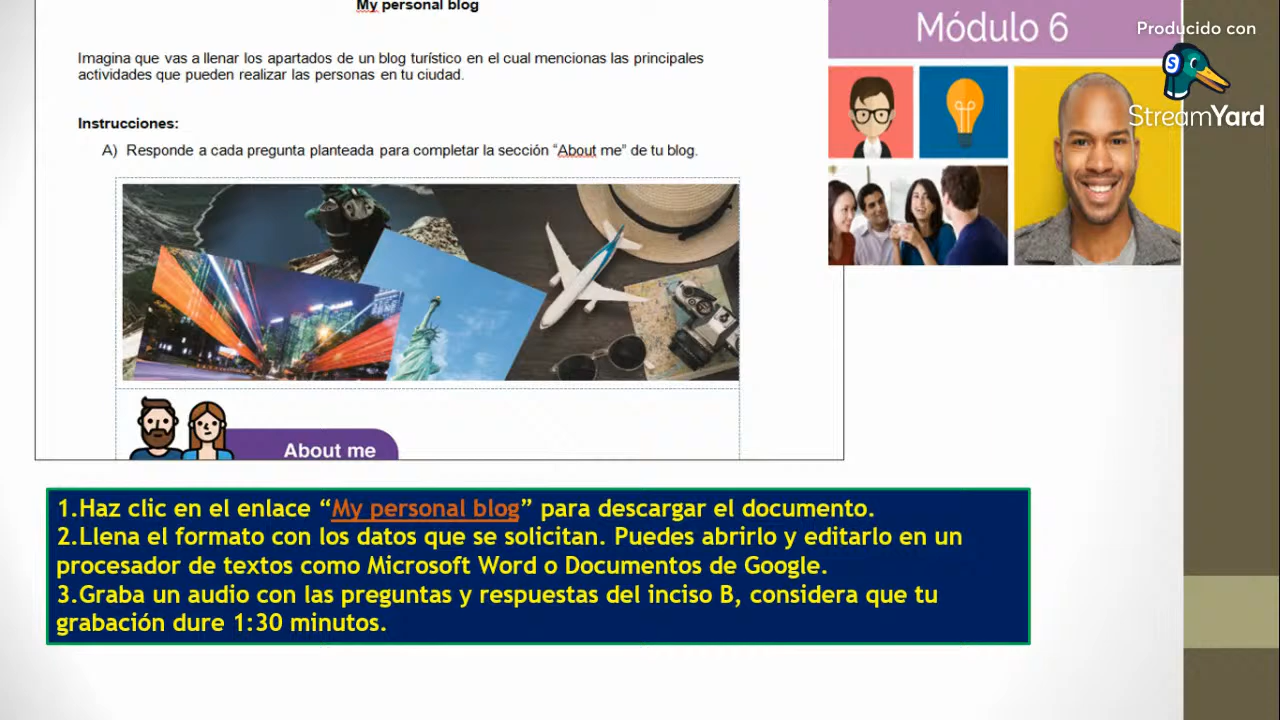 My personal blog
Imagina que vas a llenar los apartados de un blog turístico en el cual mencionas las principales
actividades que pueden realizar las personas en tu ciudad.
Instrucciones:
A) Responde a cada pregunta planteada para completar la sección “About me” de tu blog.
About me
Módulo 6
Producido con
StreamYard
1.Haz clic en el enlace “My personal blog” para descargar el documento.
2.Llena el formato con los datos que se solicitan. Puedes abrirlo y editarlo en un
procesador de textos como Microsoft Word o Documentos de Google.
3.Graba un audio con las preguntas y respuestas del inciso B, considera que tu
grabación dure 1:30 minutos.